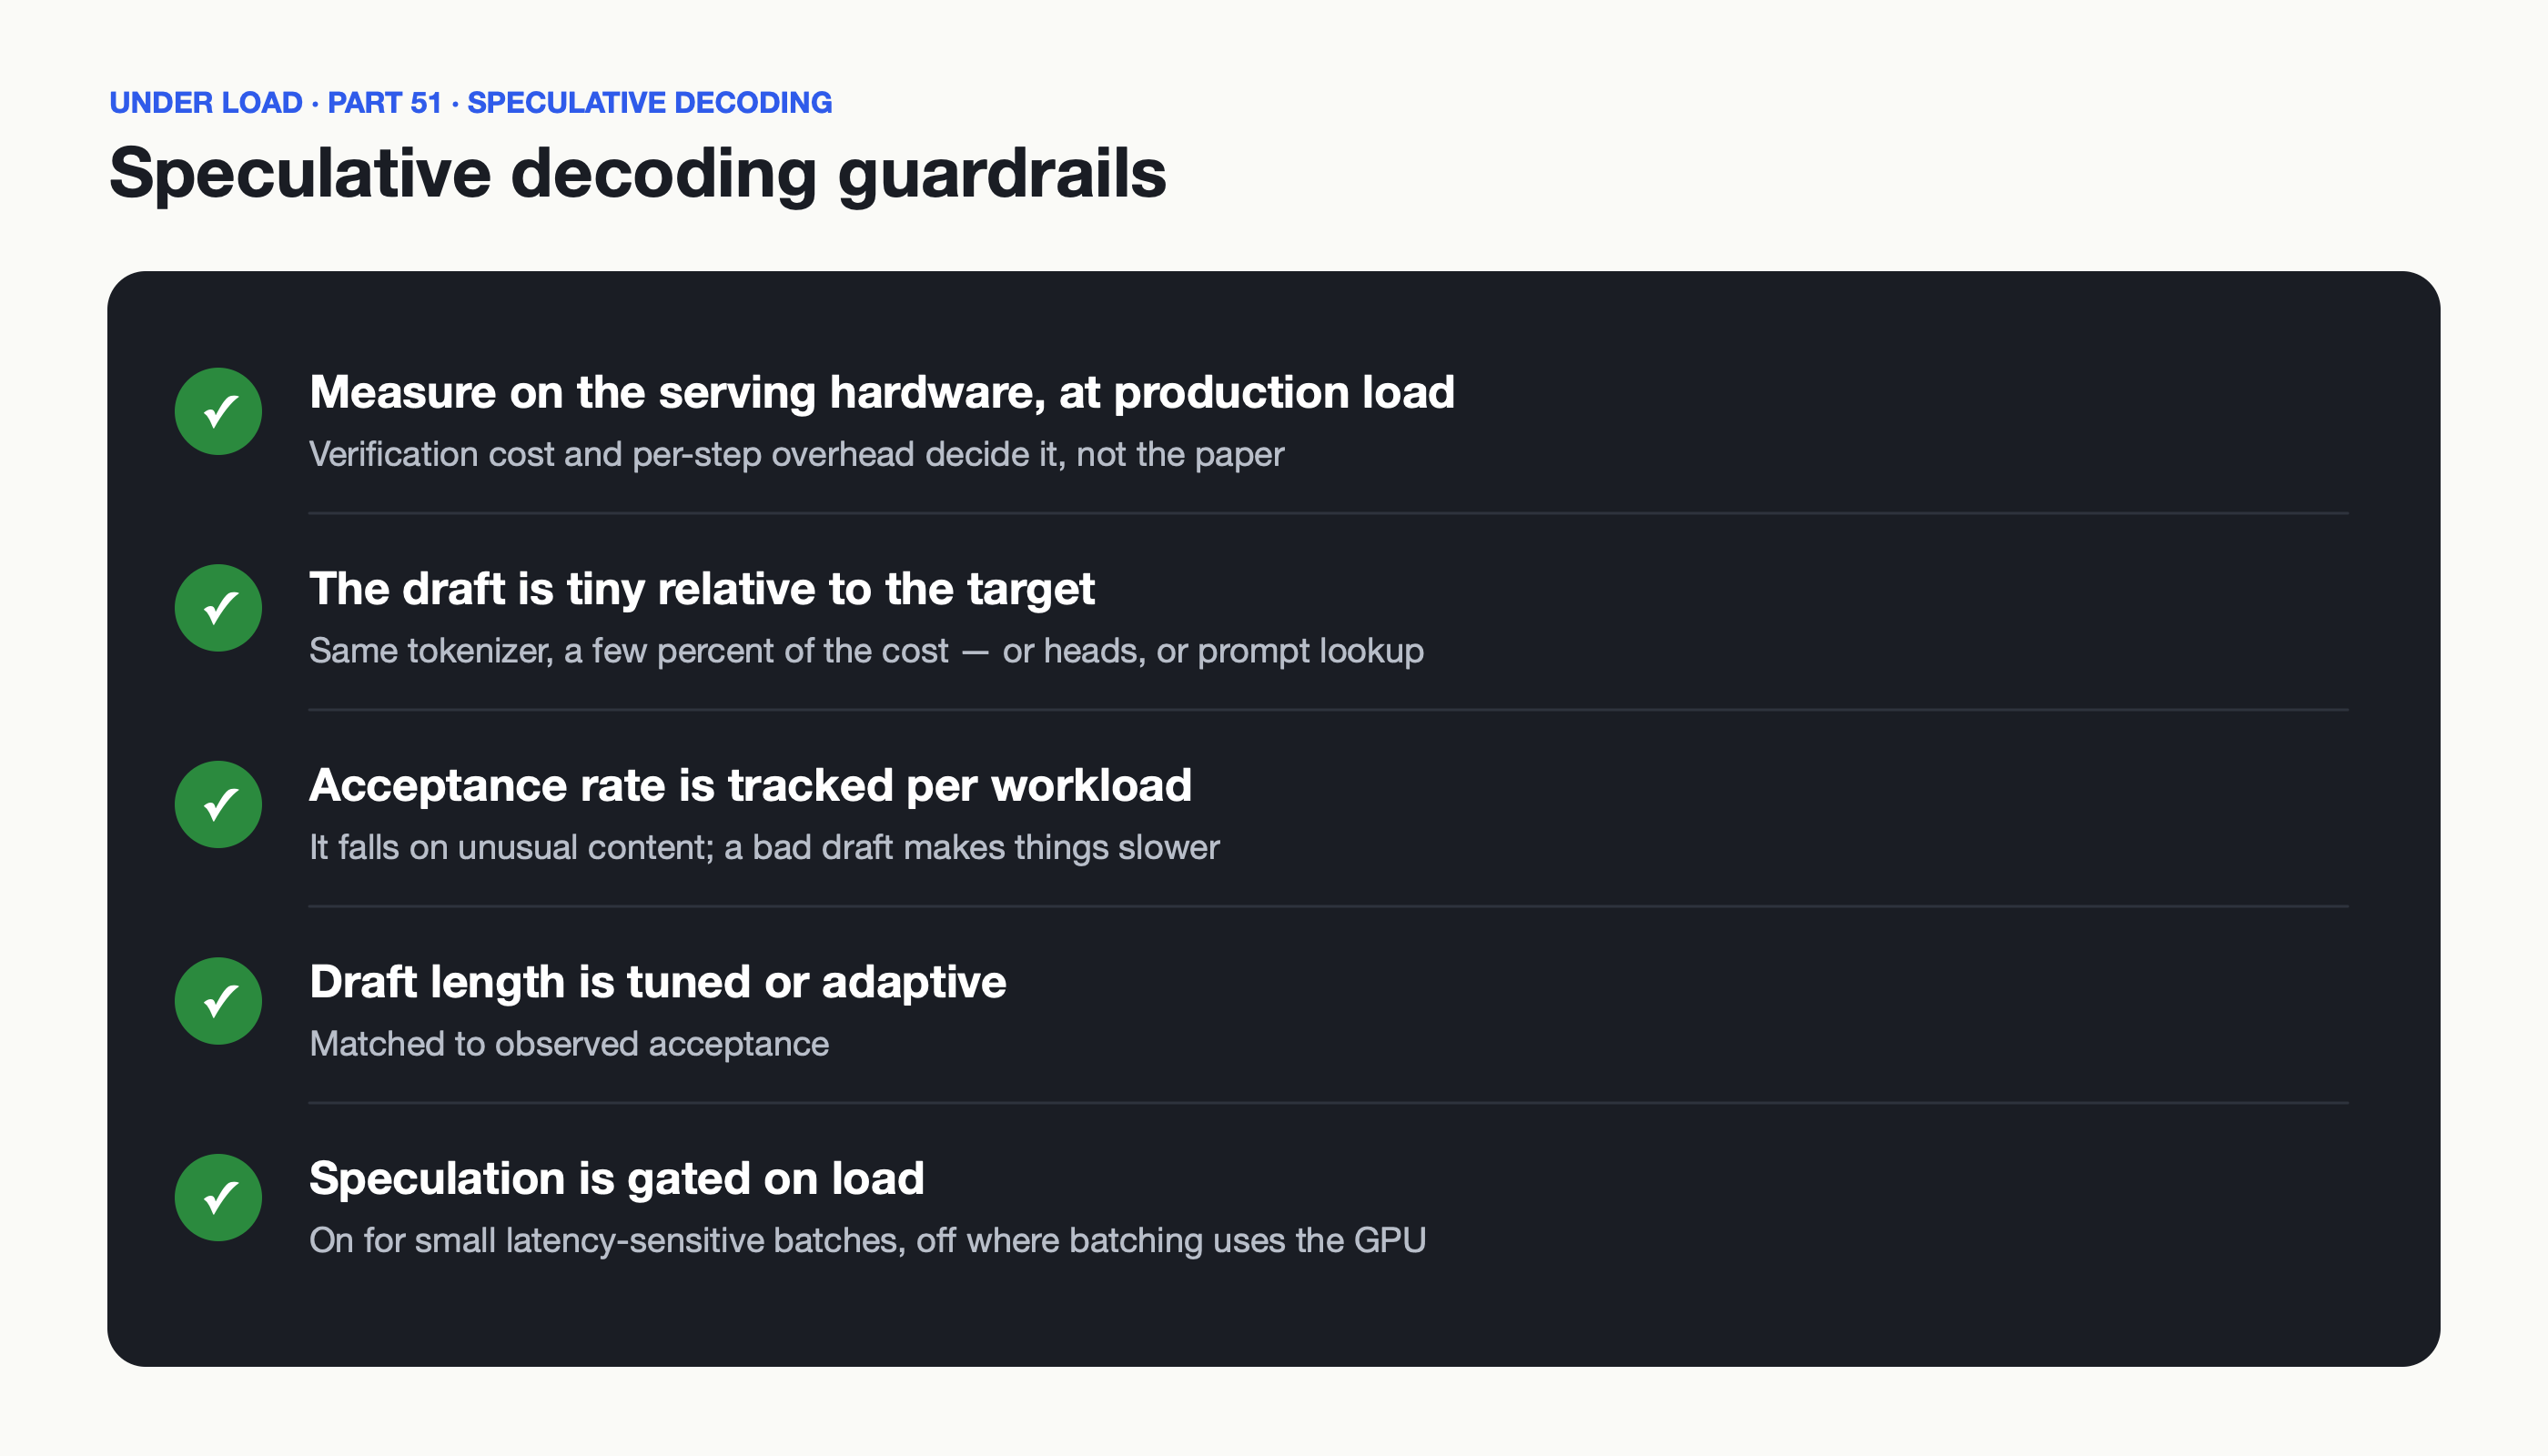 UNDER LOAD · PART 51 · SPECULATIVE DECODING
Speculative decoding guardrails
✓ Measure on the serving hardware, at production load
Verification cost and per-step overhead decide it, not the paper
✓ The draft is tiny relative to the target
Same tokenizer, a few percent of the cost — or heads, or prompt lookup
✓ Acceptance rate is tracked per workload
It falls on unusual content; a bad draft makes things slower
✓ Draft length is tuned or adaptive
Matched to observed acceptance
✓ Speculation is gated on load
On for small latency-sensitive batches, off where batching uses the GPU